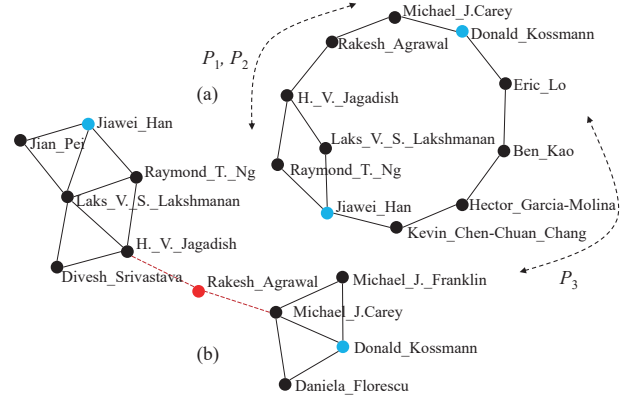 Michael_J.Carey
Donald_Kossmann
P1, P2
Rakesh_Agrawal
(a)
H._V._Jagadish
Eric_Lo
Jiawei_Han
Jian_Pei
Laks_V._S._Lakshmanan
Ben_Kao
Raymond_T._Ng
Raymond_T._Ng
Laks_V._S._Lakshmanan
Jiawei_Han
Hector_Garcia-Molina
Kevin_Chen-Chuan_Chang
H._V._Jagadish
Divesh_Srivastava
Rakesh_Agrawal
Michael_J._Franklin
P3
Michael_J.Carey
(b)
Donald_Kossmann
Daniela_Florescu